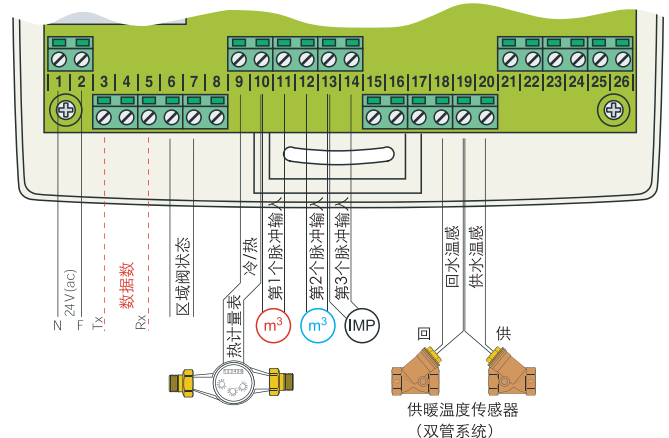 1 2 3 4 5 6 7 8 9 10 11 12 13 14 15 16 17 18 19 20 21 22 23 24 25 26
N
24V(ac)
F
Tx
数据数
Rx
区域阀状态
热计量表
冷/热
第1个脉冲输入
第2个脉冲输入
第3个脉冲输入
回水温感
供水温感
m³
m³
IMP
回
供
供暖温度传感器
（双管系统）